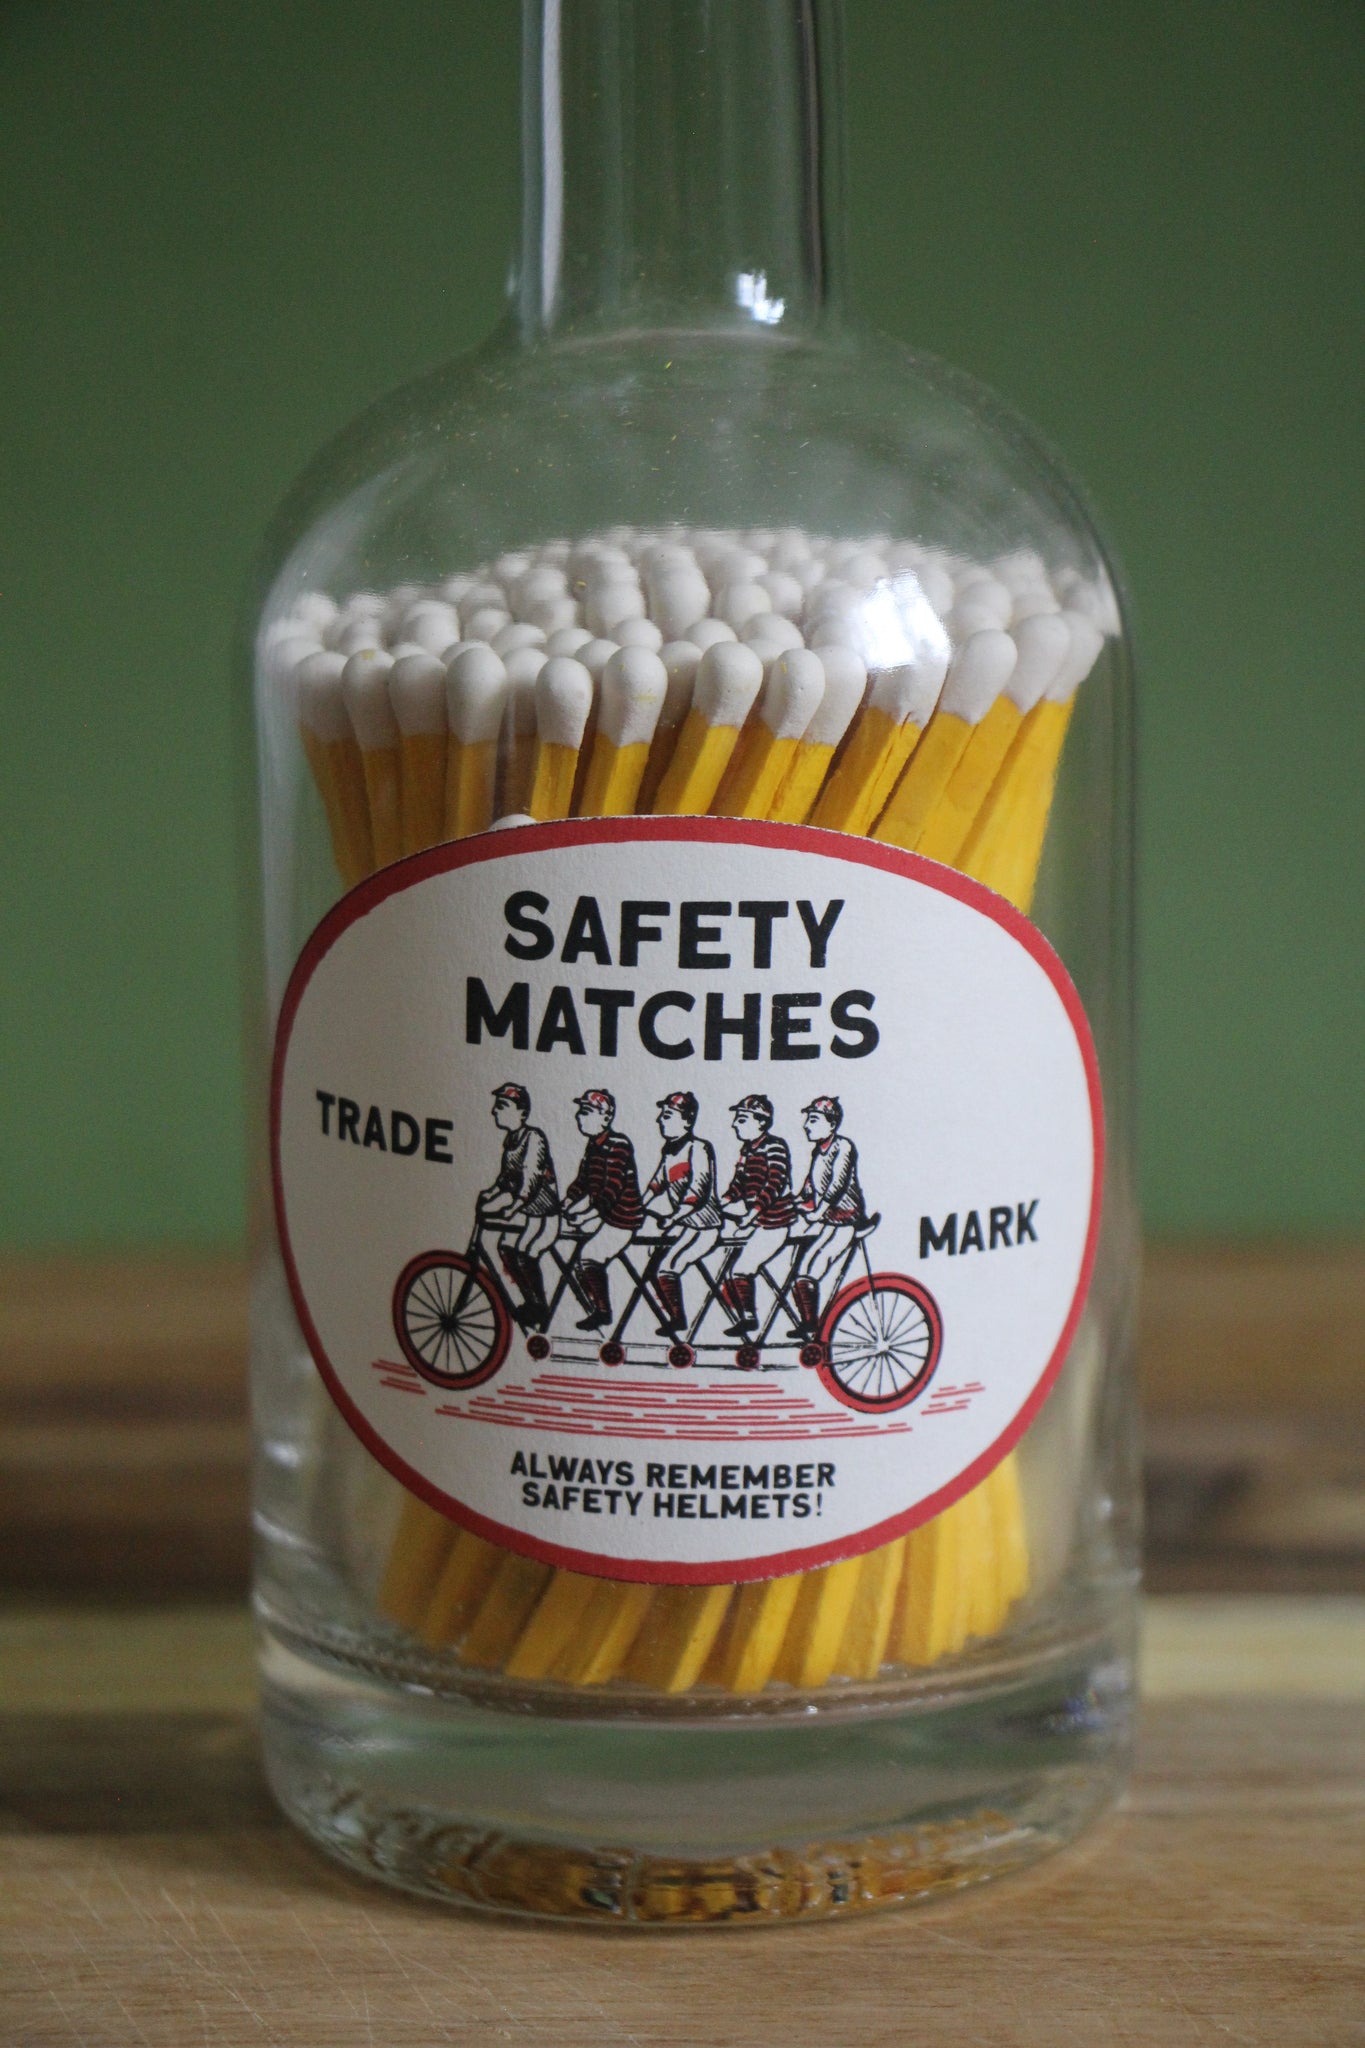 SAFETY
MATCHES
TRADE
MARK
ALWAYS REMEMBER
SAFETY HELMETS!